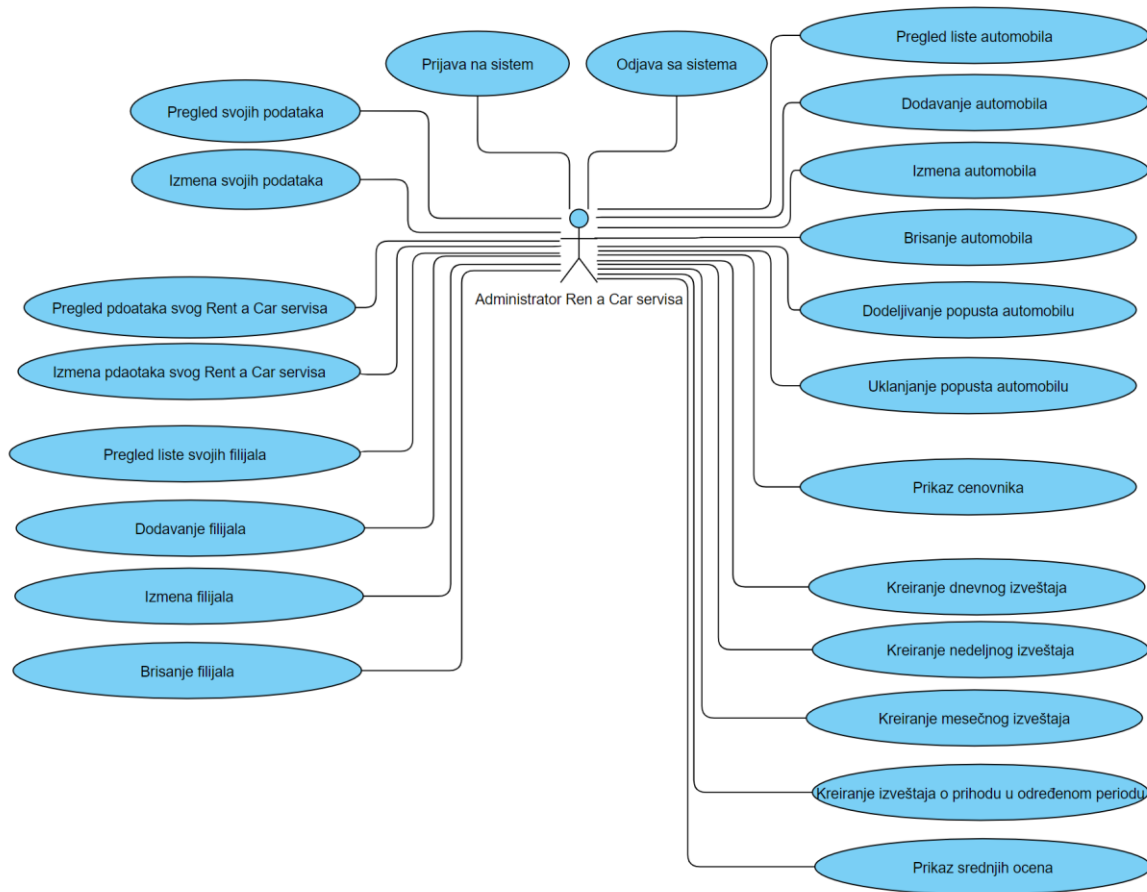 Prijava na sistem
Odjava sa sistema
Pregled svojih podataka
Izmena svojih podataka
Pregled pdoataka svog Rent a Car servisa
Izmena pdaotaka svog Rent a Car servisa
Pregled liste svojih filijala
Dodavanje filijala
Izmena filijala
Brisanje filijala
Administrator Ren a Car servisa
Pregled liste automobila
Dodavanje automobila
Izmena automobila
Brisanje automobila
Dodeljivanje popusta automobilu
Uklanjanje popusta automobilu
Prikaz cenovnika
Kreiranje dnevnog izveštaja
Kreiranje nedeljnog izveštaja
Kreiranje mesečnog izveštaja
Kreiranje izveštaja o prihodu u određenom periodu
Prikaz srednjih ocena